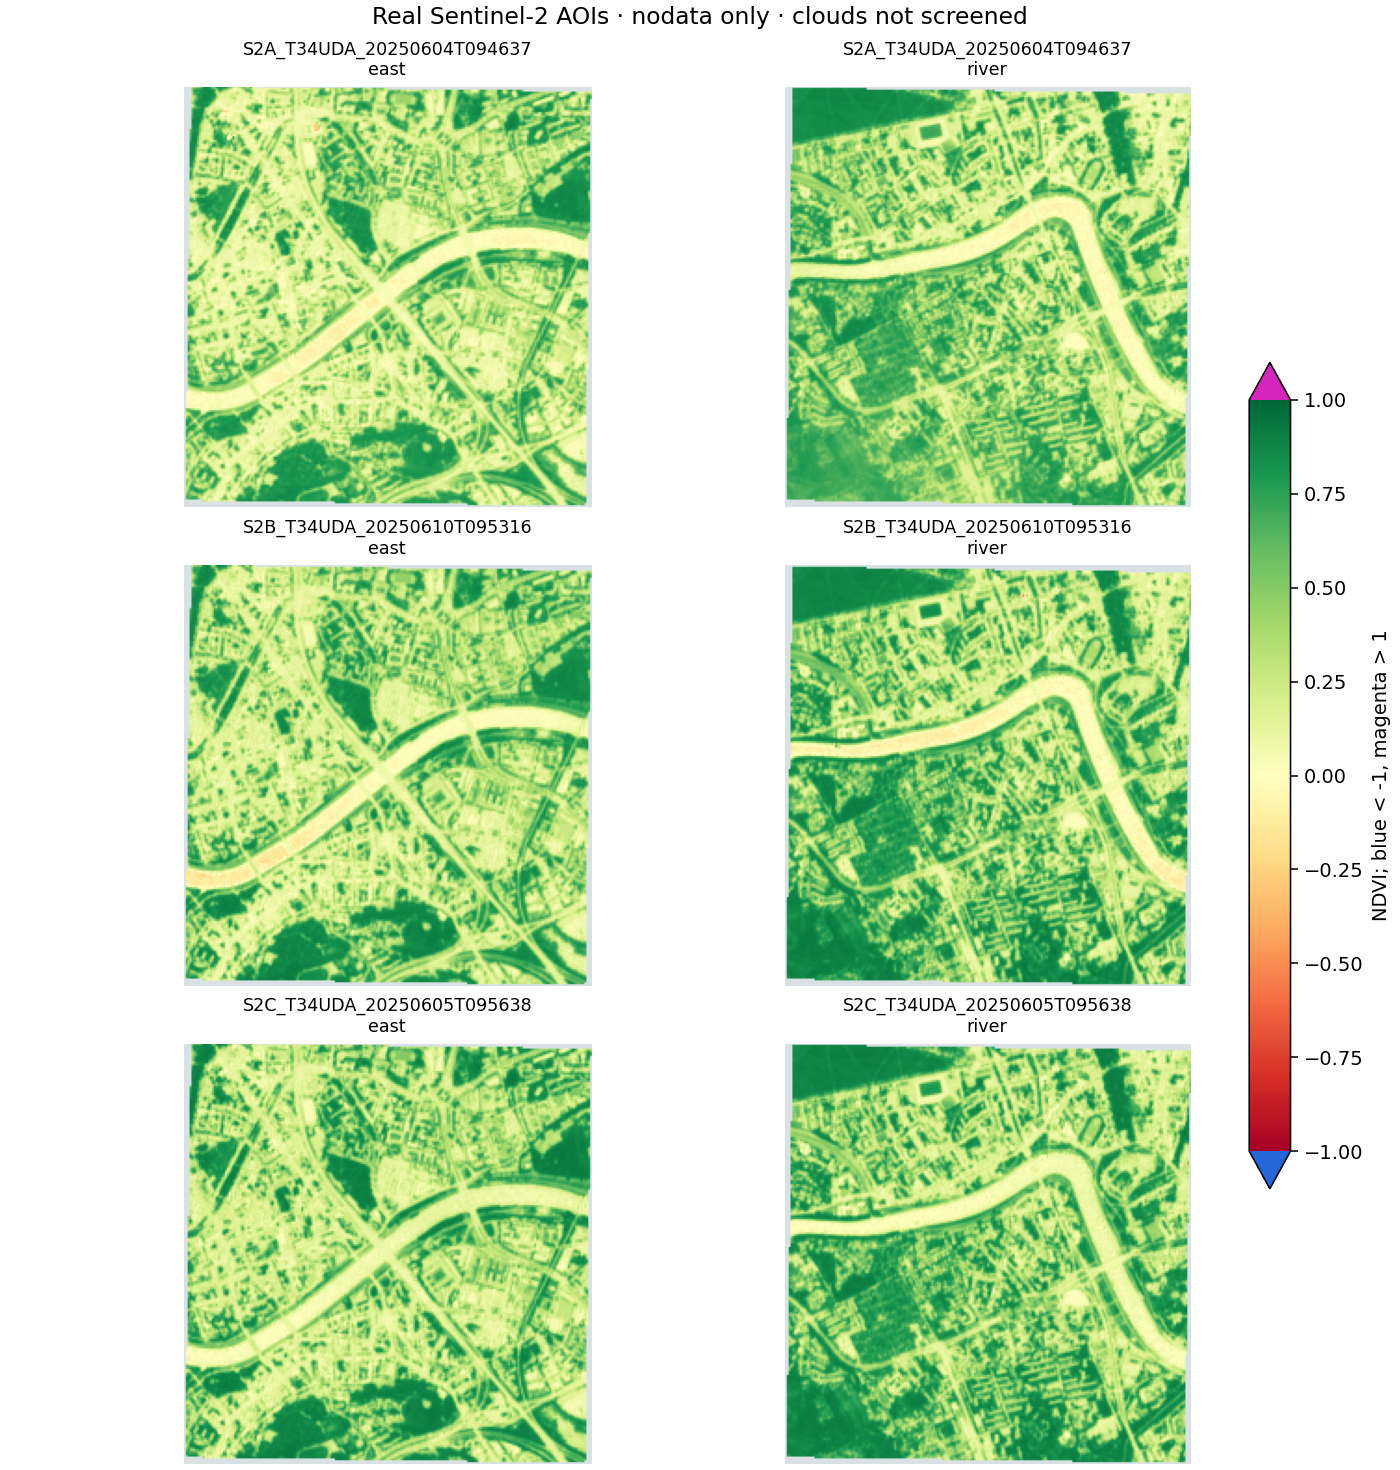 Real Sentinel-2 AOIs · nodata only · clouds not screened
S2A_T34UDA_20250604T094637
east
S2A_T34UDA_20250604T094637
river
S2B_T34UDA_20250610T095316
east
S2B_T34UDA_20250610T095316
river
S2C_T34UDA_20250605T095638
east
S2C_T34UDA_20250605T095638
river
1.00
0.75
0.50
0.25
0.00
−0.25
−0.50
−0.75
−1.00
NDVI; blue < -1, magenta > 1